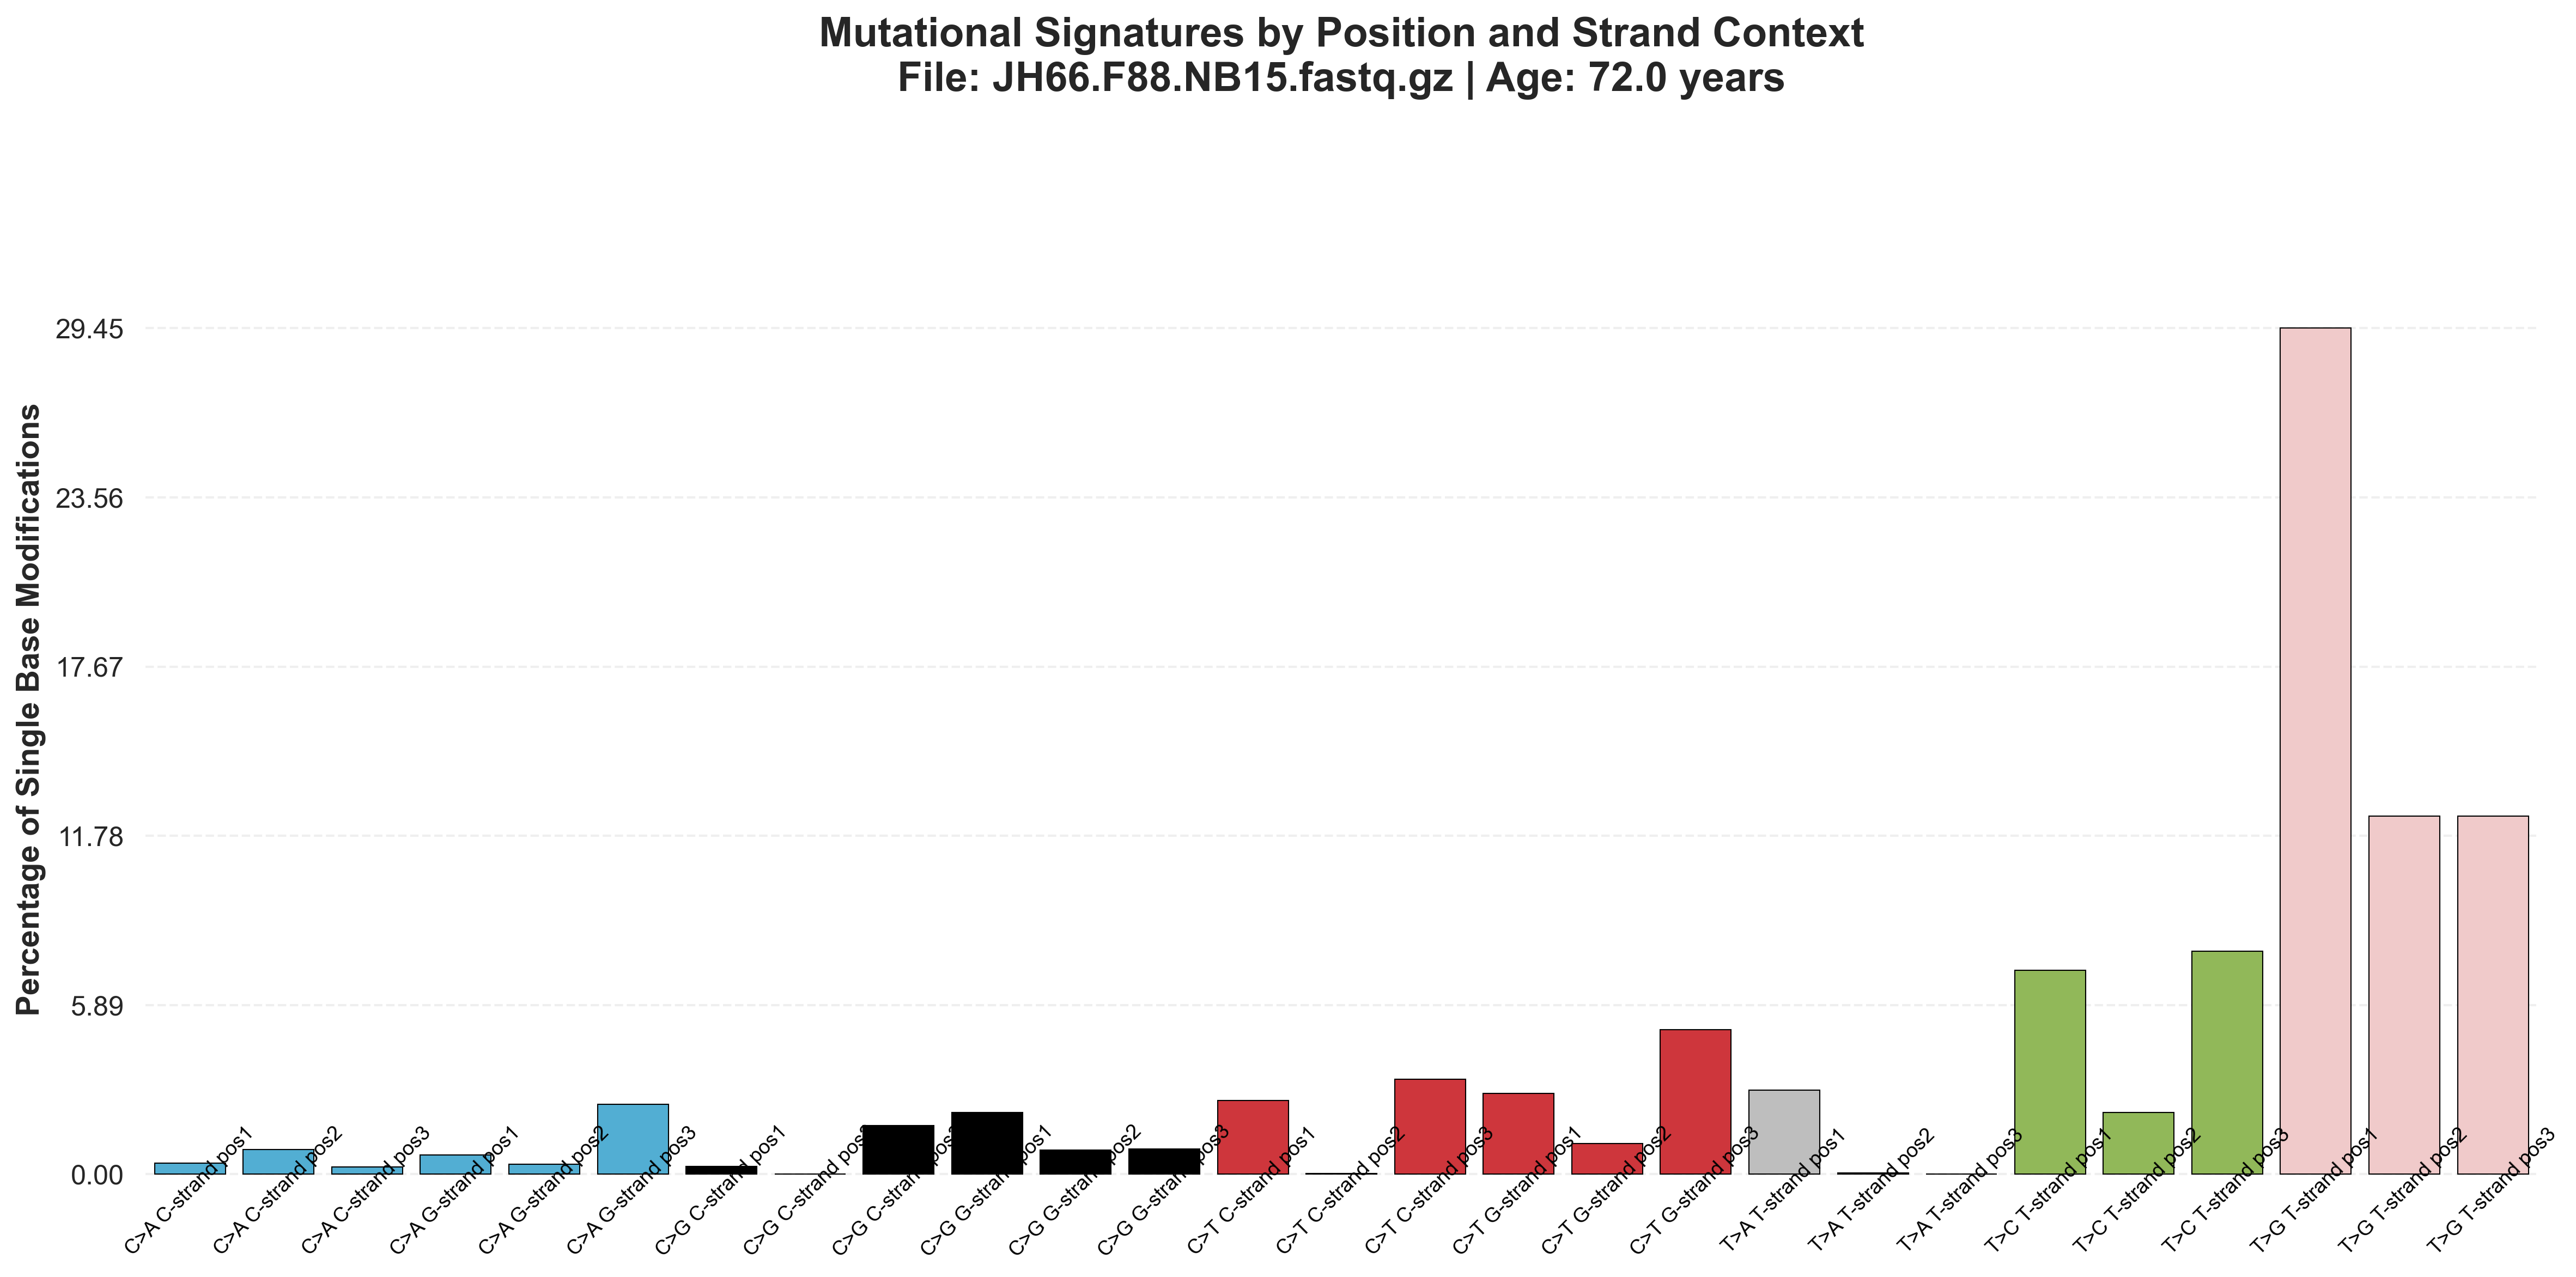 Mutational Signatures by Position and Strand Context
File: JH66.F88.NB15.fastq.gz | Age: 72.0 years
Percentage of Single Base Modifications
29.45
23.56
17.67
11.78
5.89
0.00
C>A C-strand pos1
C>A C-strand pos2
C>A C-strand pos3
C>A G-strand pos1
C>A G-strand pos2
C>A G-strand pos3
C>G C-strand pos1
C>G C-strand pos2
C>G C-strand pos3
C>G G-strand pos1
C>G G-strand pos2
C>G G-strand pos3
C>T C-strand pos1
C>T C-strand pos2
C>T C-strand pos3
C>T G-strand pos1
C>T G-strand pos2
C>T G-strand pos3
T>A T-strand pos1
T>A T-strand pos2
T>A T-strand pos3
T>C T-strand pos1
T>C T-strand pos2
T>C T-strand pos3
T>G T-strand pos1
T>G T-strand pos2
T>G T-strand pos3